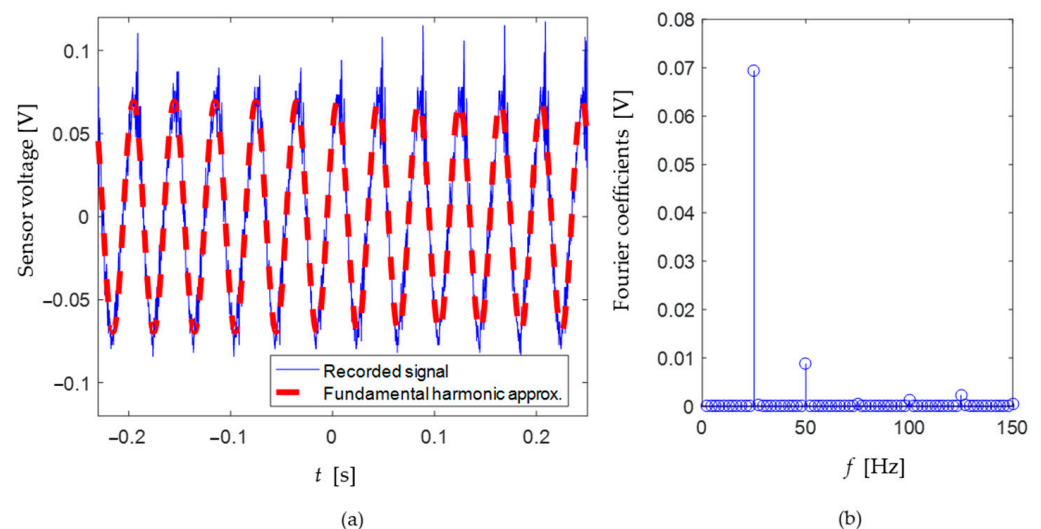 0.1
0.05
0
−0.05
−0.1
Sensor voltage [V]
Recorded signal
Fundamental harmonic approx.
−0.2
−0.1
0
0.1
0.2
t [s]
(a)
0.08
0.07
0.06
0.05
0.04
0.03
0.02
0.01
0
Fourier coefficients [V]
0
50
100
150
f [Hz]
(b)